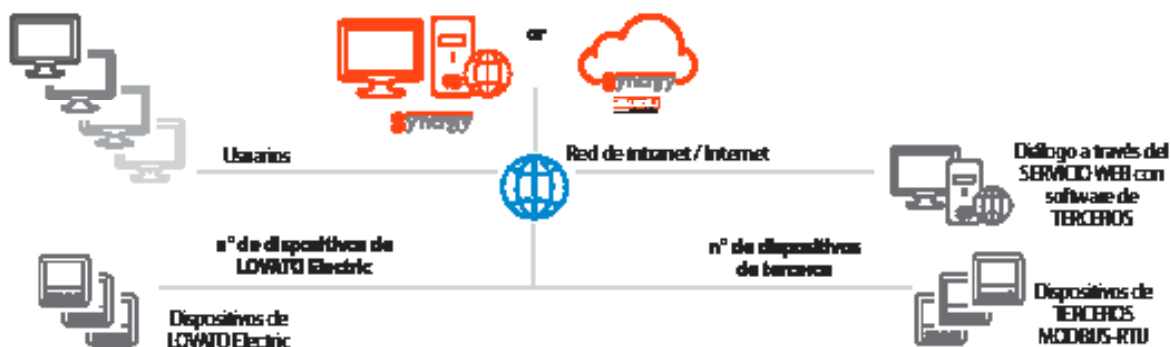 or
Synergy
Synergy
Usuarios
Red de intranet / Internet
Diálogo a través del
SERVICIO WEB con
software de
TERCEROS
n° de dispositivos de
LOVATO Electric
n° de dispositivos
de terceros
Dispositivos de
LOVATO Electric
Dispositivos de
TERCEROS
MODBUS-RTU